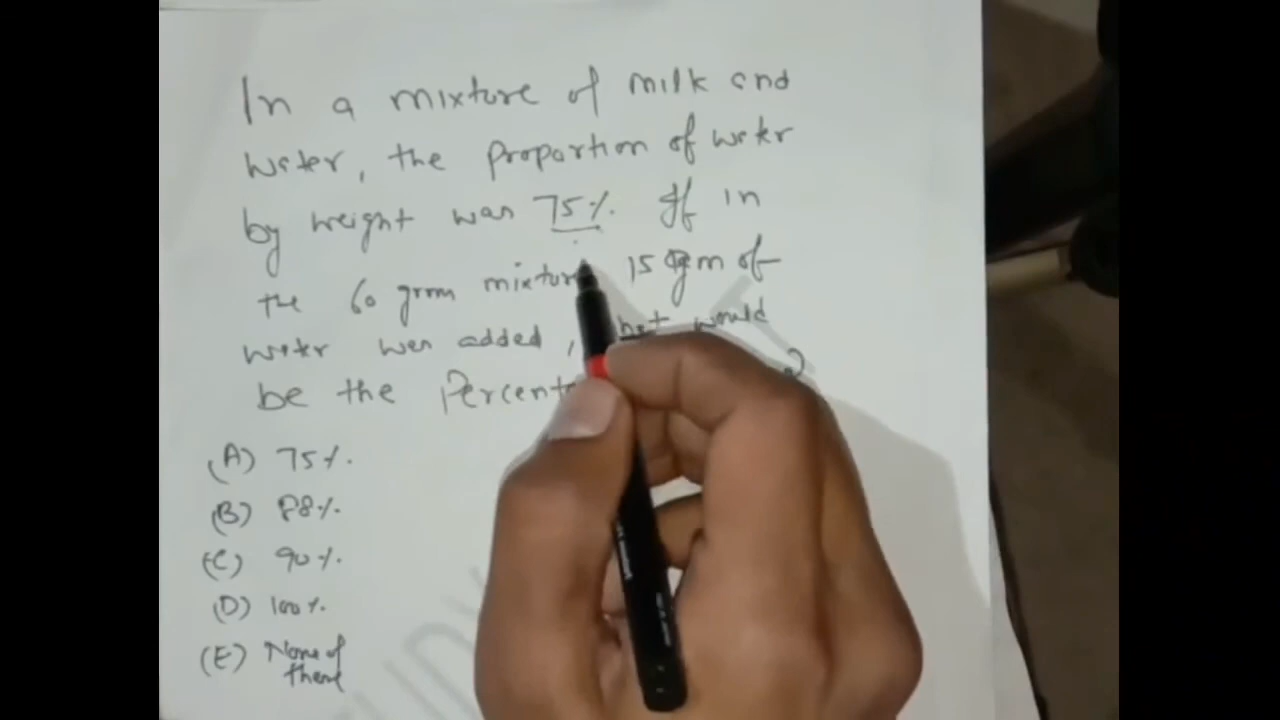 In a mixture of milk and
water, the proportion of water
by weight was 75%. If in
the 60 gram mixture 15 gm of
water was added, would
be the
(A) 75%.
(B) 88%.
(C) 90%.
(D) 100%.
(E) None of
these